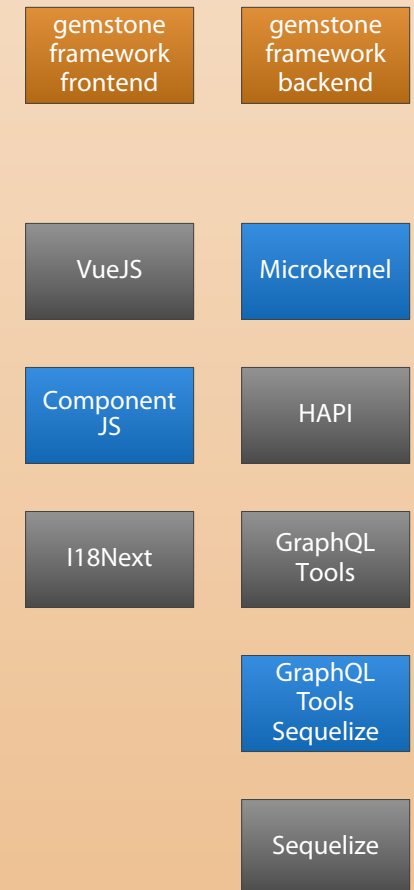 gemstone
framework
frontend
gemstone
framework
backend
VueJS
Microkernel
Component
JS
HAPI
I18Next
GraphQL
Tools
GraphQL
Tools
Sequelize
Sequelize